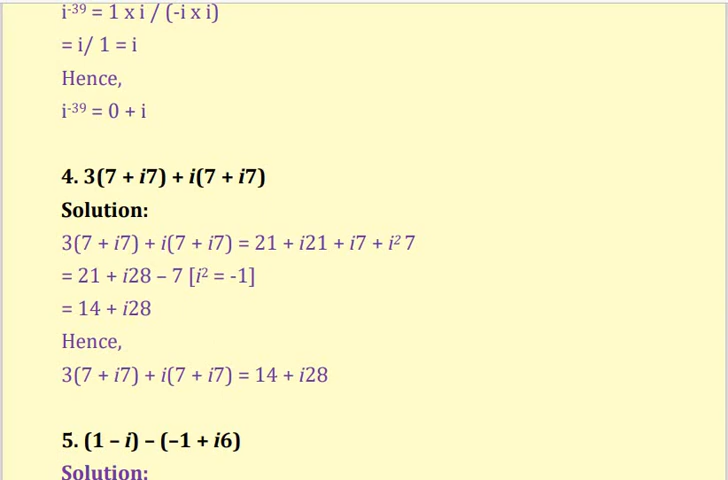 i⁻³⁹ = 1 x i / (-i x i)
= i/ 1 = i
Hence,
i⁻³⁹ = 0 + i
4. 3(7 + i7) + i(7 + i7)
Solution:
3(7 + i7) + i(7 + i7) = 21 + i21 + i7 + i² 7
= 21 + i28 – 7 [i² = -1]
= 14 + i28
Hence,
3(7 + i7) + i(7 + i7) = 14 + i28
5. (1 – i) – (–1 + i6)
Solution: